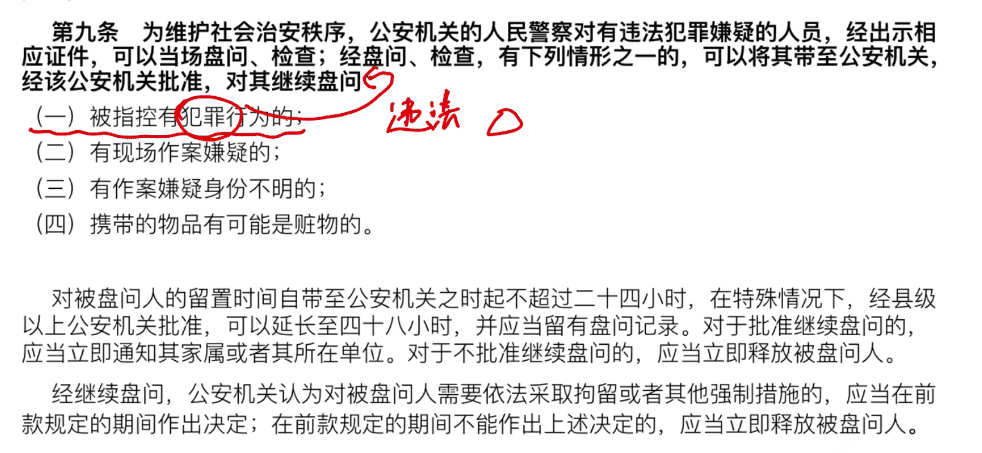 第九条 为维护社会治安秩序，公安机关的人民警察对有违法犯罪嫌疑的人员，经出示相
应证件，可以当场盘问、检查；经盘问、检查，有下列情形之一的，可以将其带至公安机关，
经该公安机关批准，对其继续盘问
（一）被指控有犯罪行为的；
违法
（二）有现场作案嫌疑的；
（三）有作案嫌疑身份不明的；
（四）携带的物品有可能是赃物的。
对被盘问人的留置时间自带至公安机关之时起不超过二十四小时，在特殊情况下，经县级
以上公安机关批准，可以延长至四十八小时，并应当留有盘问记录。对于批准继续盘问的，
应当立即通知其家属或者其所在单位。对于不批准继续盘问的，应当立即释放被盘问人。
经继续盘问，公安机关认为对被盘问人需要依法采取拘留或者其他强制措施的，应当在前
款规定的期间作出决定；在前款规定的期间不能作出上述决定的，应当立即释放被盘问人。